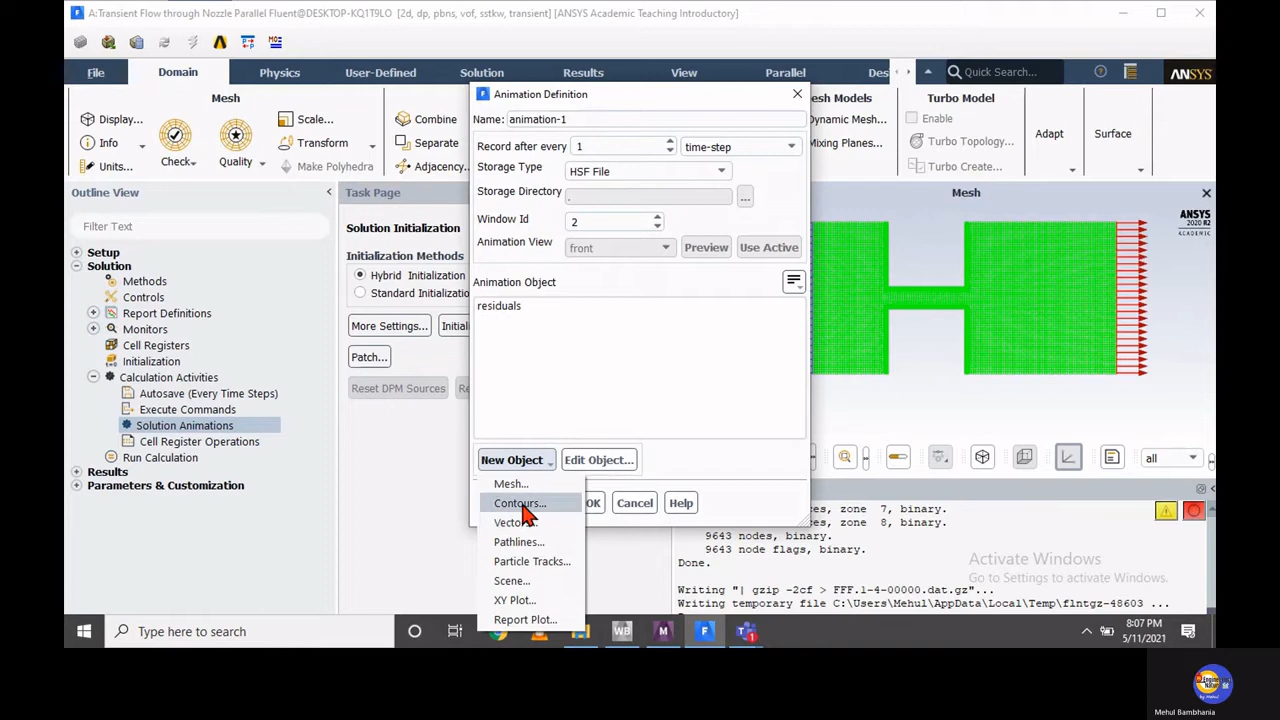 A:Transient Flow through Nozzle Parallel Fluent@DESKTOP-KQ1T9LO [2d, dp, pbns, vof, sstkw, transient] [ANSYS Academic Teaching Introductory]
File Domain Physics User-Defined Solution Results View Parallel Des Quick Search... ANSYS
Mesh
Display... Info Units... Check Quality Scale... Transform Make Polyhedra
Combine Separate Adjacency...
Mesh Models
Dynamic Mesh...
Mixing Planes...
Turbo Model
Enable
Turbo Topology...
Turbo Create...
Adapt Surface
Outline View
Filter Text
Setup
Solution
Methods
Controls
Report Definitions
Monitors
Cell Registers
Initialization
Calculation Activities
Autosave (Every Time Steps)
Execute Commands
Solution Animations
Cell Register Operations
Run Calculation
Results
Parameters & Customization
Task Page
Solution Initialization
Initialization Methods
Hybrid Initialization
Standard Initializatio
More Settings... Initiali
Patch...
Reset DPM Sources Re
Animation Definition
Name: animation-1
Record after every 1 time-step
Storage Type HSF File
Storage Directory . ...
Window Id 2
Animation View front Preview Use Active
Animation Object
residuals
New Object Edit Object...
OK Cancel Help
Mesh...
Contours...
Vectors...
Pathlines...
Particle Tracks...
Scene...
XY Plot...
Report Plot...
Mesh
ANSYS
2020 R2
ACADEMIC
all
zones, zone 7, binary.
zone 8, binary.
9643 nodes, binary.
9643 node flags, binary.
Done.
Writing "| gzip -2cf > FFF.1-4-00000.dat.gz"...
Writing temporary file C:\Users\Mehul\AppData\Local\Temp\flntgz-48603 ...
Activate Windows
Go to Settings to activate Windows.
Type here to search
WB M F 1
8:07 PM
5/11/2021
Mehul Bambhania